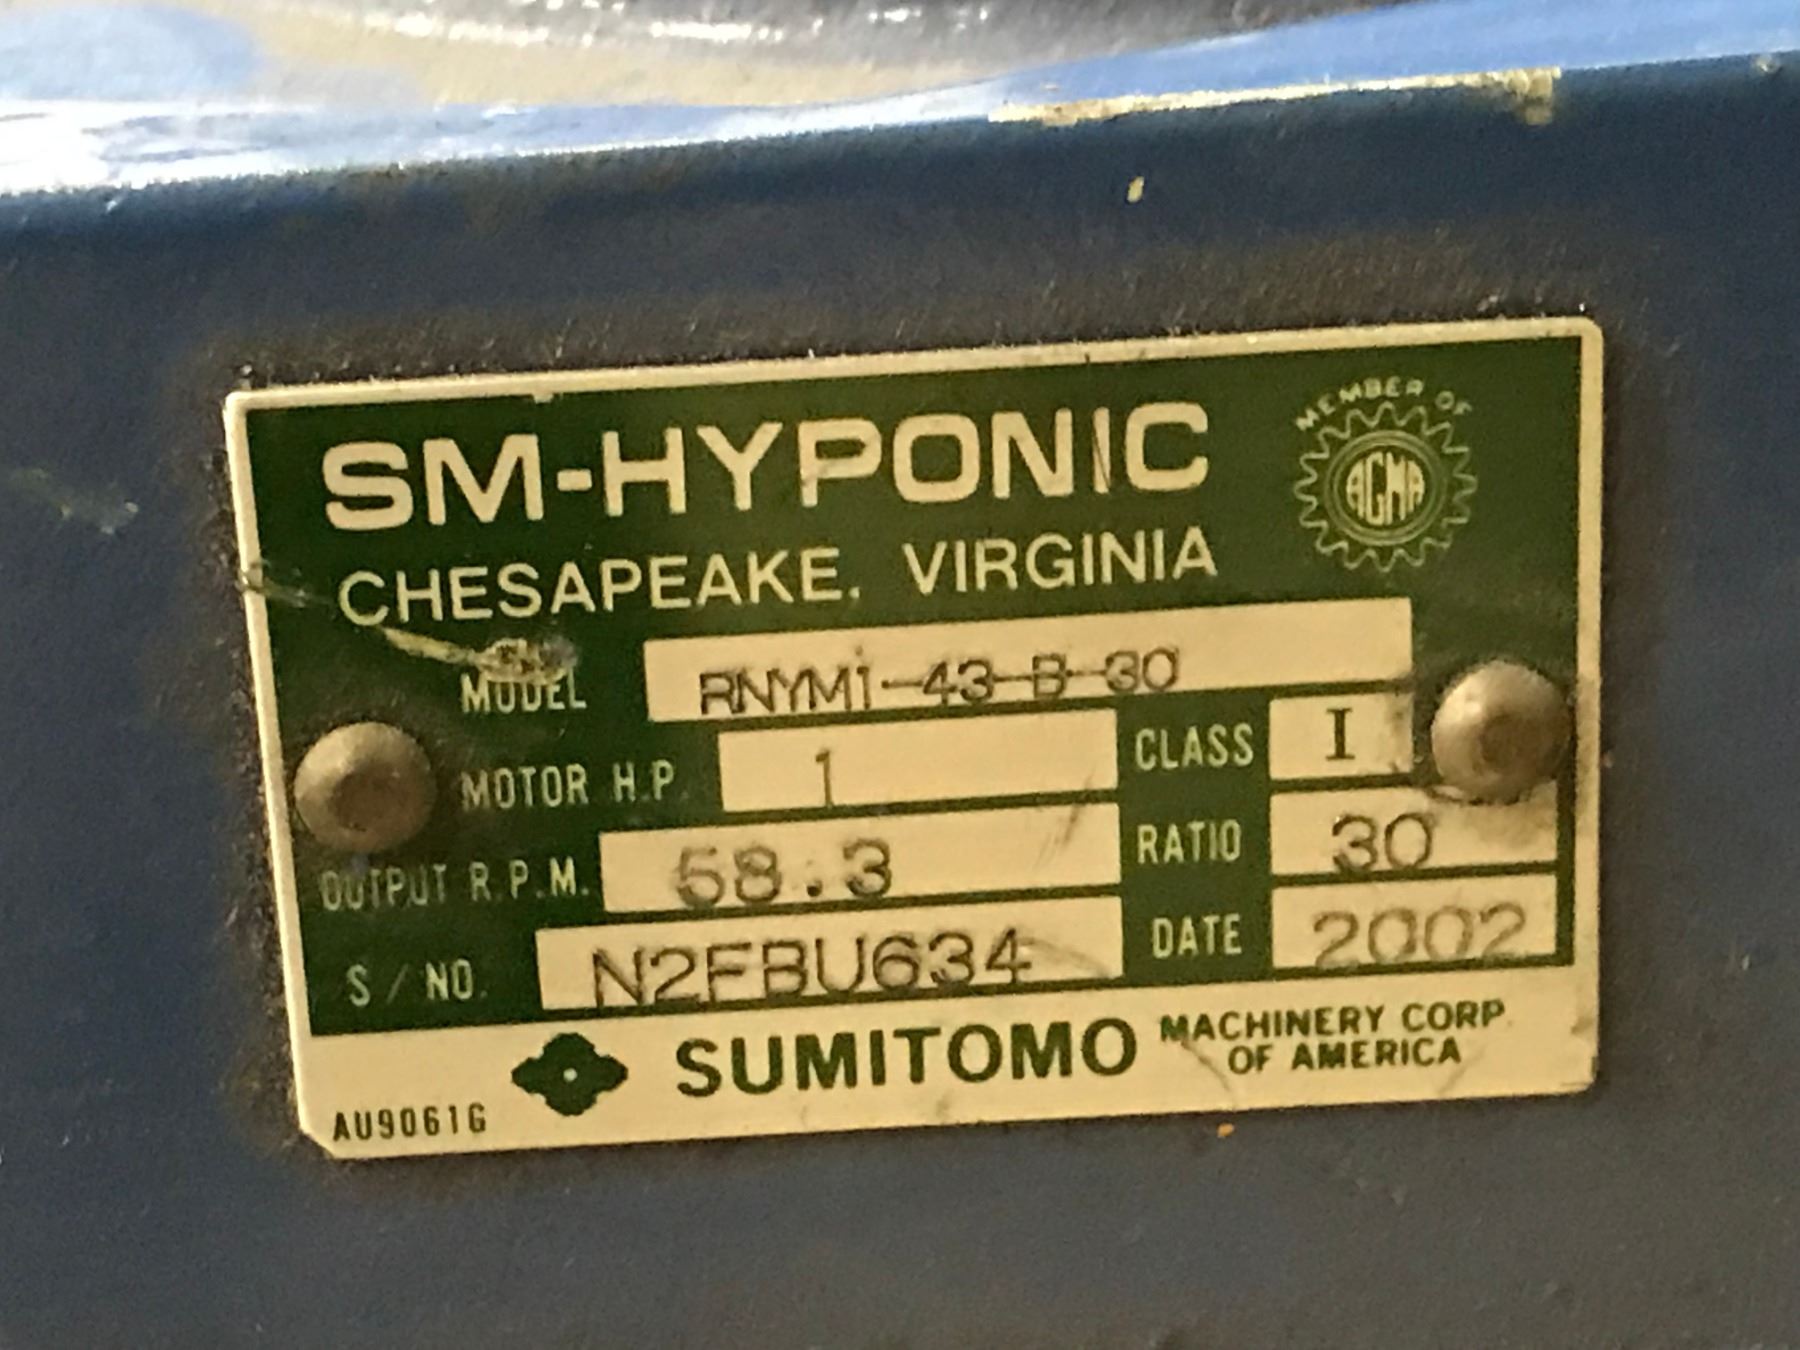 SM-HYPONIC
MEMBER OF
AGMA
CHESAPEAKE, VIRGINIA
MODEL RNYM1-43-B-30
MOTOR H.P. 1 CLASS I
OUTPUT R.P.M. 58.3 RATIO 30
S / NO. N2FBU634 DATE 2002
SUMITOMO MACHINERY CORP.
OF AMERICA
AU9061G